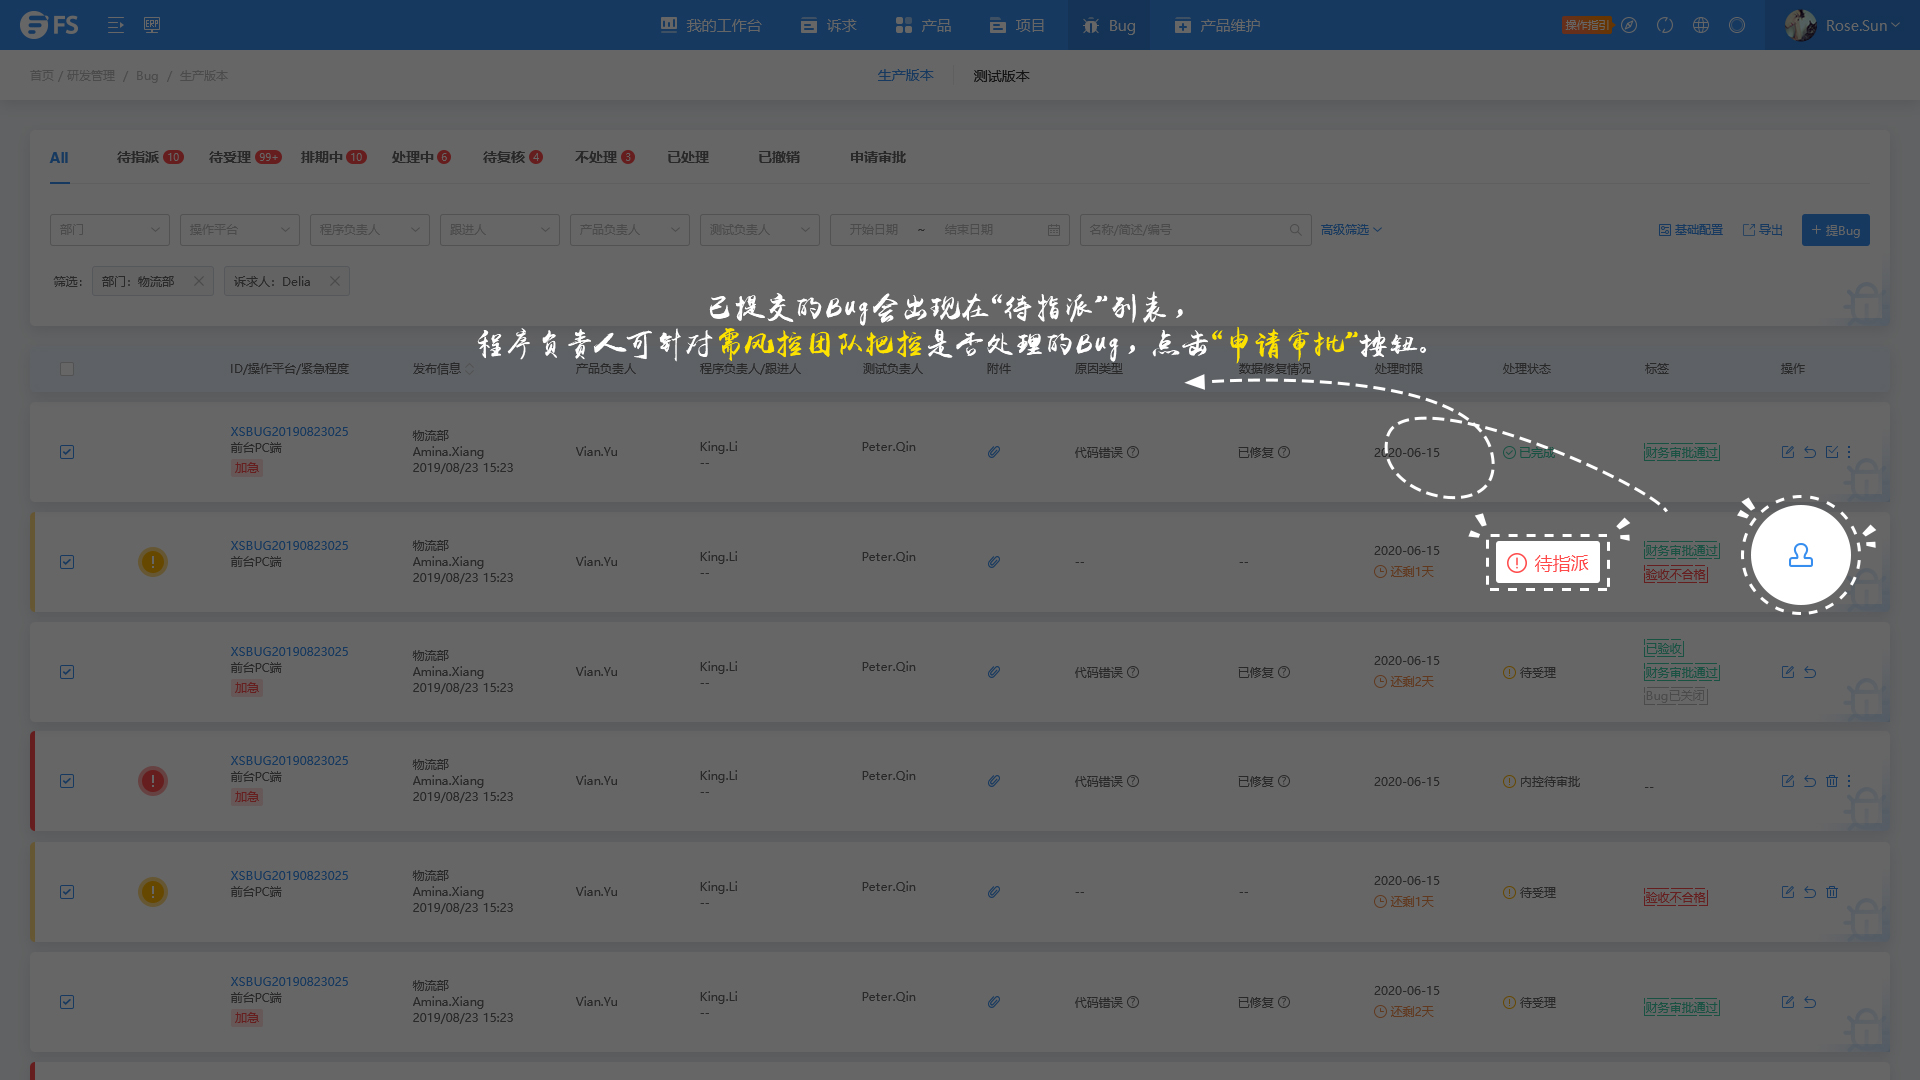 FS
ERP
我的工作台 诉求 产品 项目 Bug 产品维护
操作指引 Rose.Sun
首页 / 研发管理 / Bug / 生产版本 生产版本 测试版本
All 待指派 10 待受理 99+ 排期中 10 处理中 6 待复核 4 不处理 3 已处理 已撤销 申请审批
部门 操作平台 程序负责人 跟进人 产品负责人 测试负责人 开始日期 ~ 结束日期 名称/简述/编号 高级筛选 基础配置 导出 + 提Bug
筛选： 部门：物流部 诉求人：Delia
已提交的Bug会出现在“待指派”列表，
程序负责人可针对需风控团队把控是否处理的Bug，点击“申请审批”按钮。
ID/操作平台/紧急程度 发布信息 产品负责人 程序负责人/跟进人 测试负责人 附件 原因类型 数据修复情况 处理时限 处理状态 标签 操作
XSBUG20190823025
前台PC端
加急
物流部
Amina.Xiang
2019/08/23 15:23
Vian.Yu
King.Li
--
Peter.Qin
代码错误
已修复
2020-06-15
已完成
财务审批通过
XSBUG20190823025
前台PC端
物流部
Amina.Xiang
2019/08/23 15:23
Vian.Yu
King.Li
--
Peter.Qin
--
--
2020-06-15
还剩1天
待指派
财务审批通过
验收不合格
XSBUG20190823025
前台PC端
加急
物流部
Amina.Xiang
2019/08/23 15:23
Vian.Yu
King.Li
--
Peter.Qin
代码错误
已修复
2020-06-15
还剩2天
待受理
已验收
财务审批通过
Bug已关闭
XSBUG20190823025
前台PC端
加急
物流部
Amina.Xiang
2019/08/23 15:23
Vian.Yu
King.Li
--
Peter.Qin
代码错误
已修复
2020-06-15
内控待审批
--
XSBUG20190823025
前台PC端
物流部
Amina.Xiang
2019/08/23 15:23
Vian.Yu
King.Li
--
Peter.Qin
--
--
2020-06-15
还剩1天
待受理
验收不合格
XSBUG20190823025
前台PC端
加急
物流部
Amina.Xiang
2019/08/23 15:23
Vian.Yu
King.Li
--
Peter.Qin
代码错误
已修复
2020-06-15
还剩2天
待受理
财务审批通过